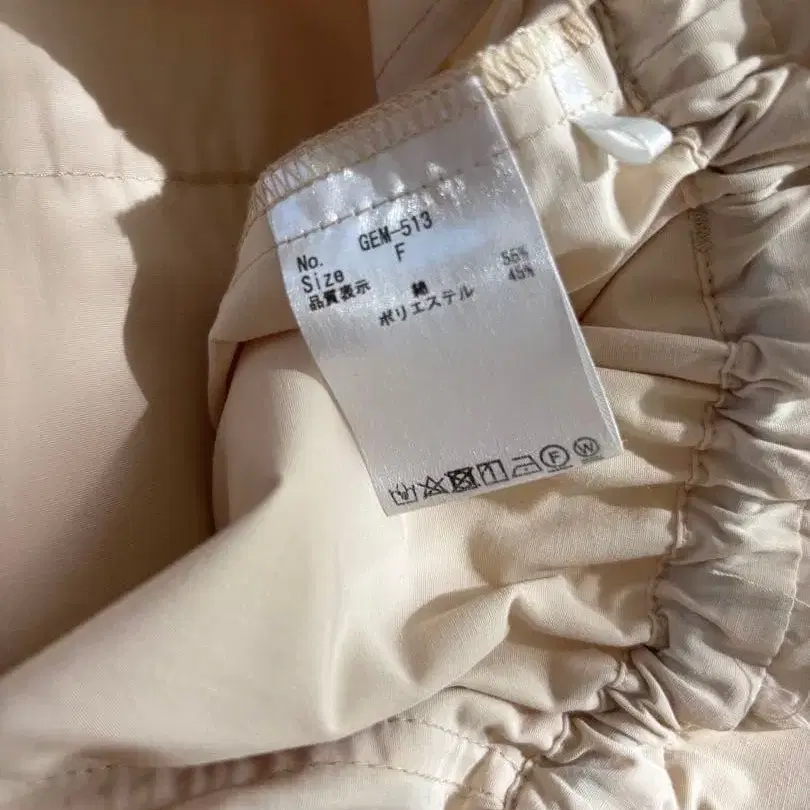 No. GEM-513
Size F
品質表示 綿 55%
ポリエステル 45%
F W